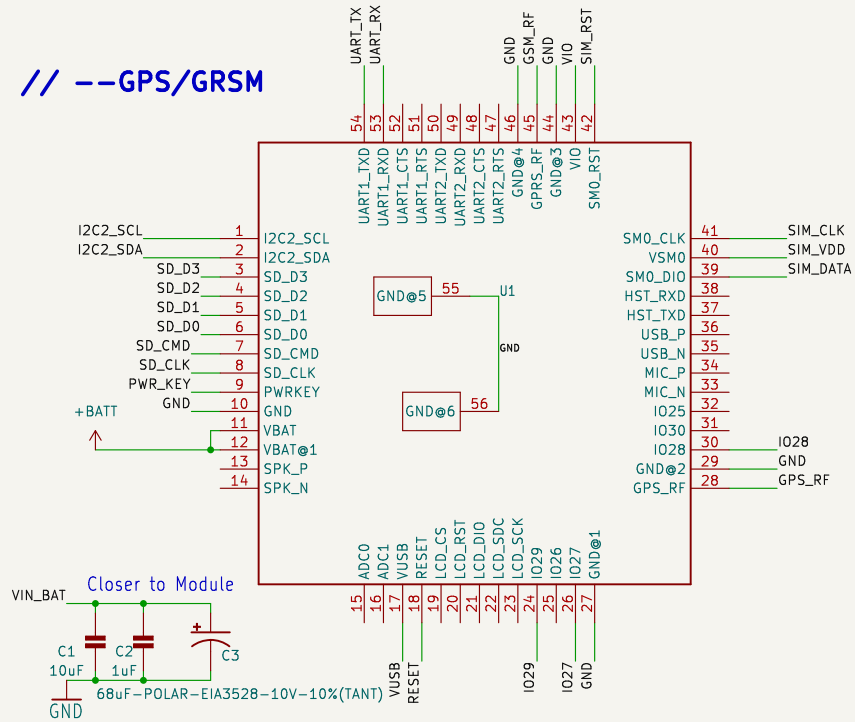 // --GPS/GRSM
UART_TX
UART_RX
GND
GSM_RF
GND
VIO
SIM_RST
54
53
52
51
50
49
48
47
46
45
44
43
42
UART1_TXD
UART1_RXD
UART1_CTS
UART1_RTS
UART2_TXD
UART2_RXD
UART2_CTS
UART2_RTS
GND@4
GPRS_RF
GND@3
VIO
SM0_RST
I2C2_SCL 1 I2C2_SCL
I2C2_SDA 2 I2C2_SDA
SD_D3 3 SD_D3
SD_D2 4 SD_D2
SD_D1 5 SD_D1
SD_D0 6 SD_D0
SD_CMD 7 SD_CMD
SD_CLK 8 SD_CLK
PWR_KEY 9 PWRKEY
GND 10 GND
+BATT
11 VBAT
12 VBAT@1
13 SPK_P
14 SPK_N
GND@5 55
U1
GND
GND@6 56
SM0_CLK 41 SIM_CLK
VSM0 40 SIM_VDD
SM0_DIO 39 SIM_DATA
HST_RXD 38
HST_TXD 37
USB_P 36
USB_N 35
MIC_P 34
MIC_N 33
IO25 32
IO30 31
IO28 30 IO28
GND@2 29 GND
GPS_RF 28 GPS_RF
ADC0
ADC1
VUSB
RESET
LCD_CS
LCD_RST
LCD_DIO
LCD_SDC
LCD_SCK
IO29
IO26
IO27
GND@1
15
16
17
18
19
20
21
22
23
24
25
26
27
VUSB
RESET
IO29
IO27
GND
Closer to Module
VIN_BAT
C1
10uF
C2
1uF
C3
68uF-POLAR-EIA3528-10V-10%(TANT)
GND